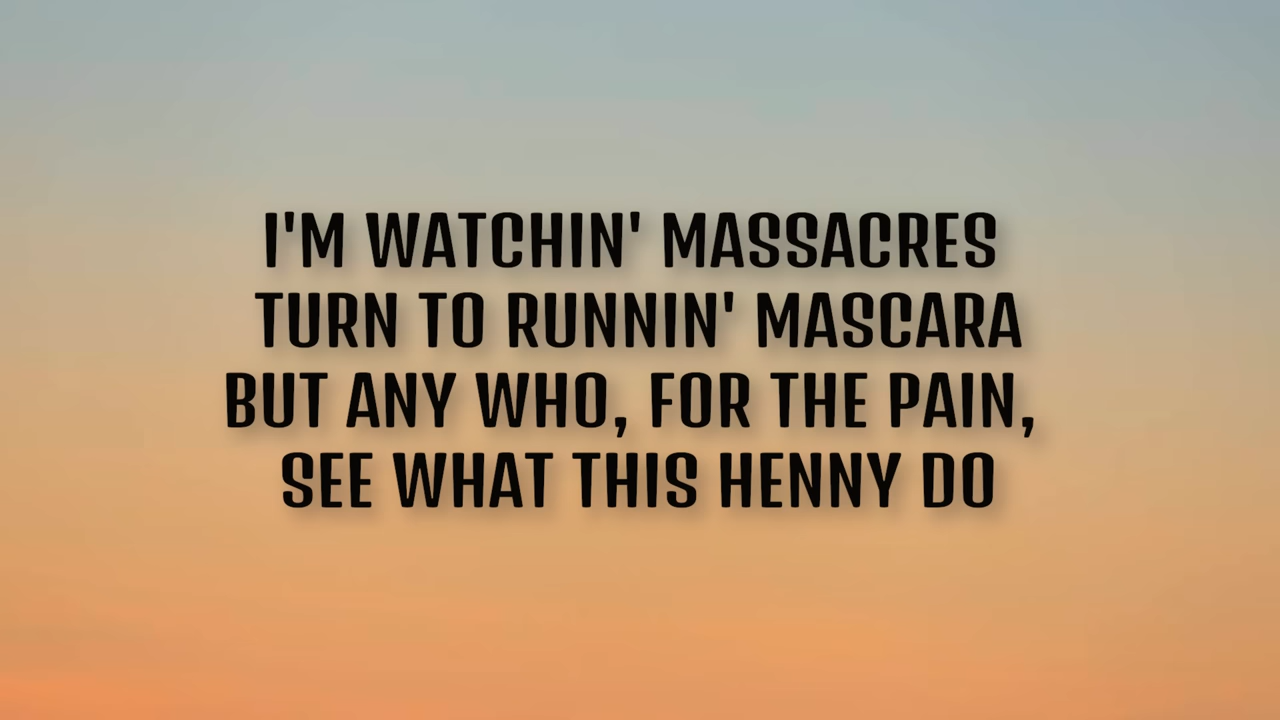 I'M WATCHIN' MASSACRES
TURN TO RUNNIN' MASCARA
BUT ANY WHO, FOR THE PAIN,
SEE WHAT THIS HENNY DO